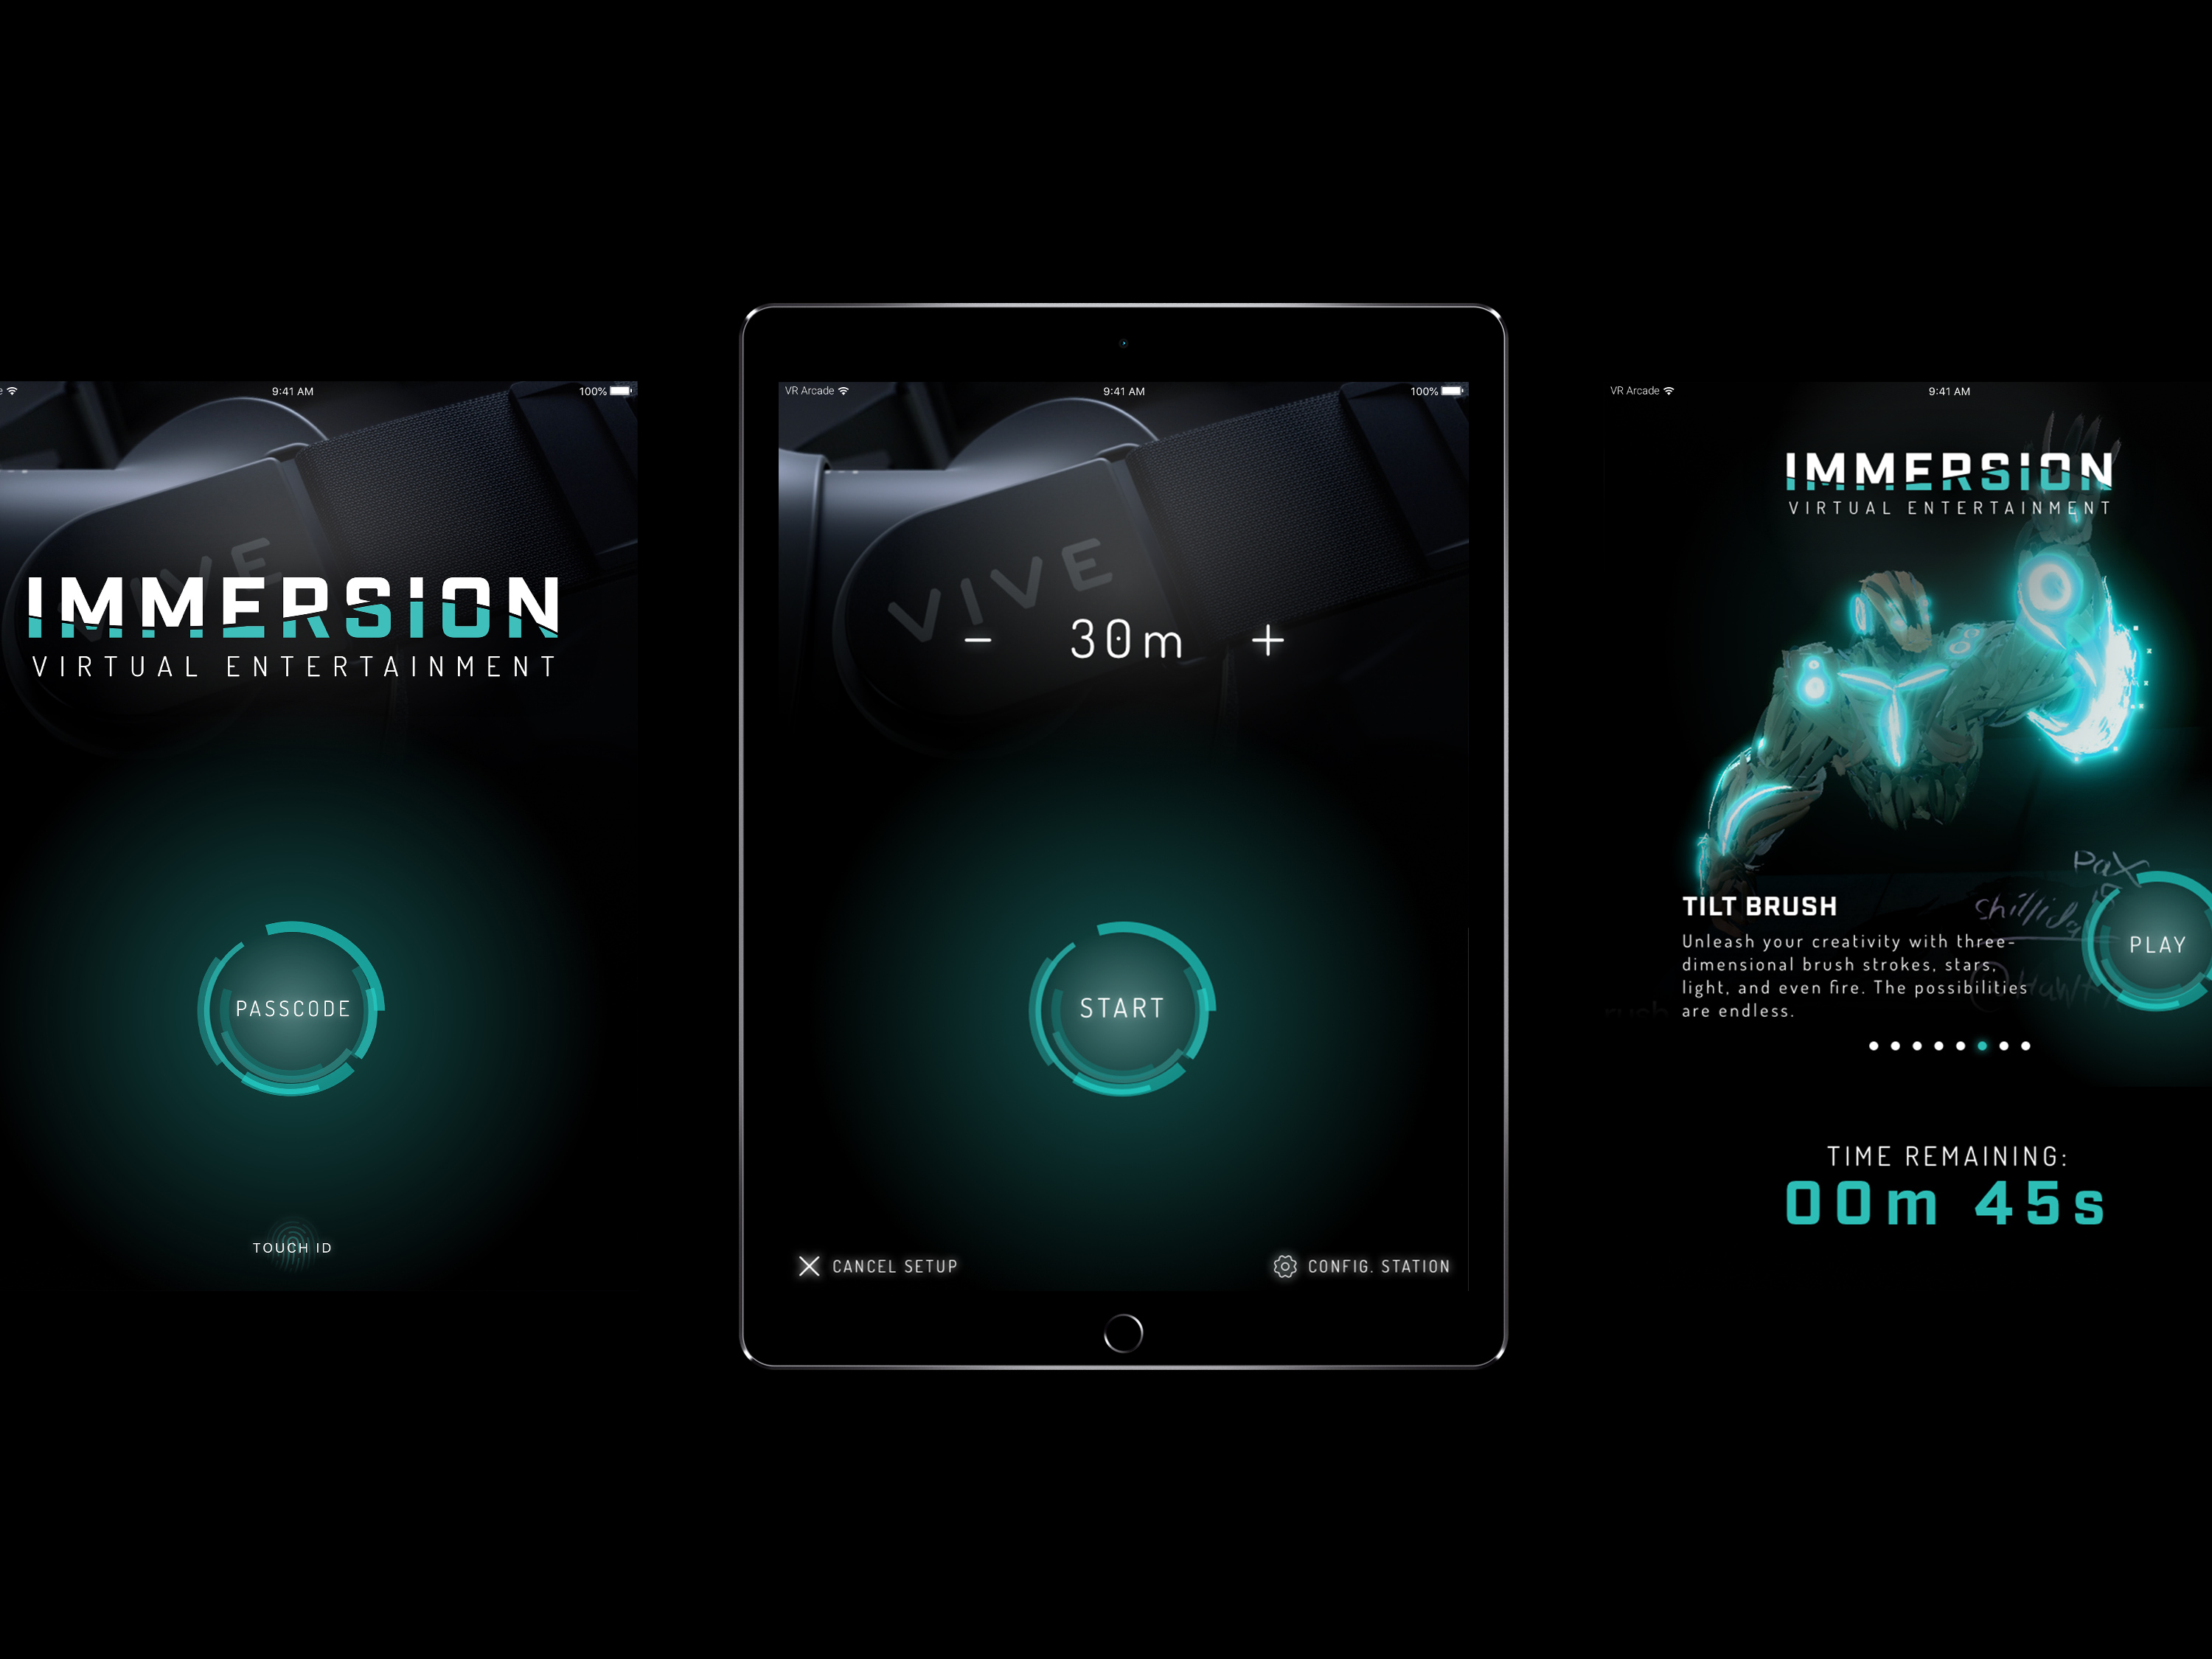 9:41 AM
100%
VIVE
IMMERSION
VIRTUAL ENTERTAINMENT
PASSCODE
TOUCH ID
VR Arcade
9:41 AM
100%
VIVE
- 30m +
START
CANCEL SETUP
CONFIG. STATION
VR Arcade
9:41 AM
IMMERSION
VIRTUAL ENTERTAINMENT
pax
TILT BRUSH
Unleash your creativity with three-
dimensional brush strokes, stars,
light, and even fire. The possibilities
are endless.
PLAY
TIME REMAINING:
00m 45s